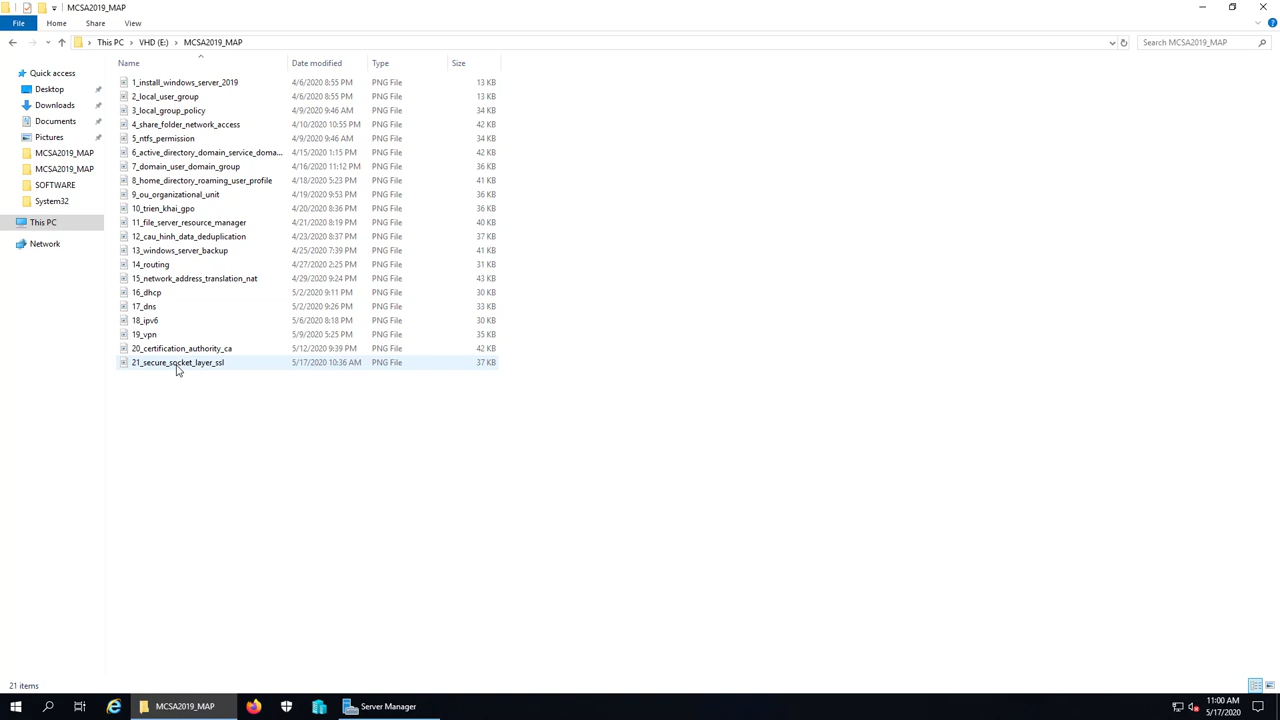 MCSA2019_MAP
File Home Share View
This PC VHD (E:) MCSA2019_MAP Search MCSA2019_MAP
Name Date modified Type Size
Quick access
Desktop
Downloads
Documents
Pictures
MCSA2019_MAP
MCSA2019_MAP
SOFTWARE
System32
This PC
Network
1_install_windows_server_2019 4/6/2020 8:55 PM PNG File 13 KB
2_local_user_group 4/6/2020 8:55 PM PNG File 13 KB
3_local_group_policy 4/9/2020 9:46 AM PNG File 34 KB
4_share_folder_network_access 4/10/2020 10:55 PM PNG File 42 KB
5_ntfs_permission 4/9/2020 9:46 AM PNG File 34 KB
6_active_directory_domain_service_doma... 4/15/2020 1:15 PM PNG File 42 KB
7_domain_user_domain_group 4/16/2020 11:12 PM PNG File 36 KB
8_home_directory_roaming_user_profile 4/18/2020 5:23 PM PNG File 41 KB
9_ou_organizational_unit 4/19/2020 9:53 PM PNG File 36 KB
10_trien_khai_gpo 4/20/2020 8:36 PM PNG File 36 KB
11_file_server_resource_manager 4/21/2020 8:19 PM PNG File 40 KB
12_cau_hinh_data_deduplication 4/23/2020 8:37 PM PNG File 37 KB
13_windows_server_backup 4/25/2020 7:39 PM PNG File 41 KB
14_routing 4/27/2020 2:25 PM PNG File 31 KB
15_network_address_translation_nat 4/29/2020 9:24 PM PNG File 43 KB
16_dhcp 5/2/2020 9:11 PM PNG File 30 KB
17_dns 5/2/2020 9:26 PM PNG File 33 KB
18_ipv6 5/6/2020 8:18 PM PNG File 30 KB
19_vpn 5/9/2020 5:25 PM PNG File 35 KB
20_certification_authority_ca 5/12/2020 9:39 PM PNG File 42 KB
21_secure_socket_layer_ssl 5/17/2020 10:36 AM PNG File 37 KB
21 items
MCSA2019_MAP Server Manager 11:00 AM
5/17/2020